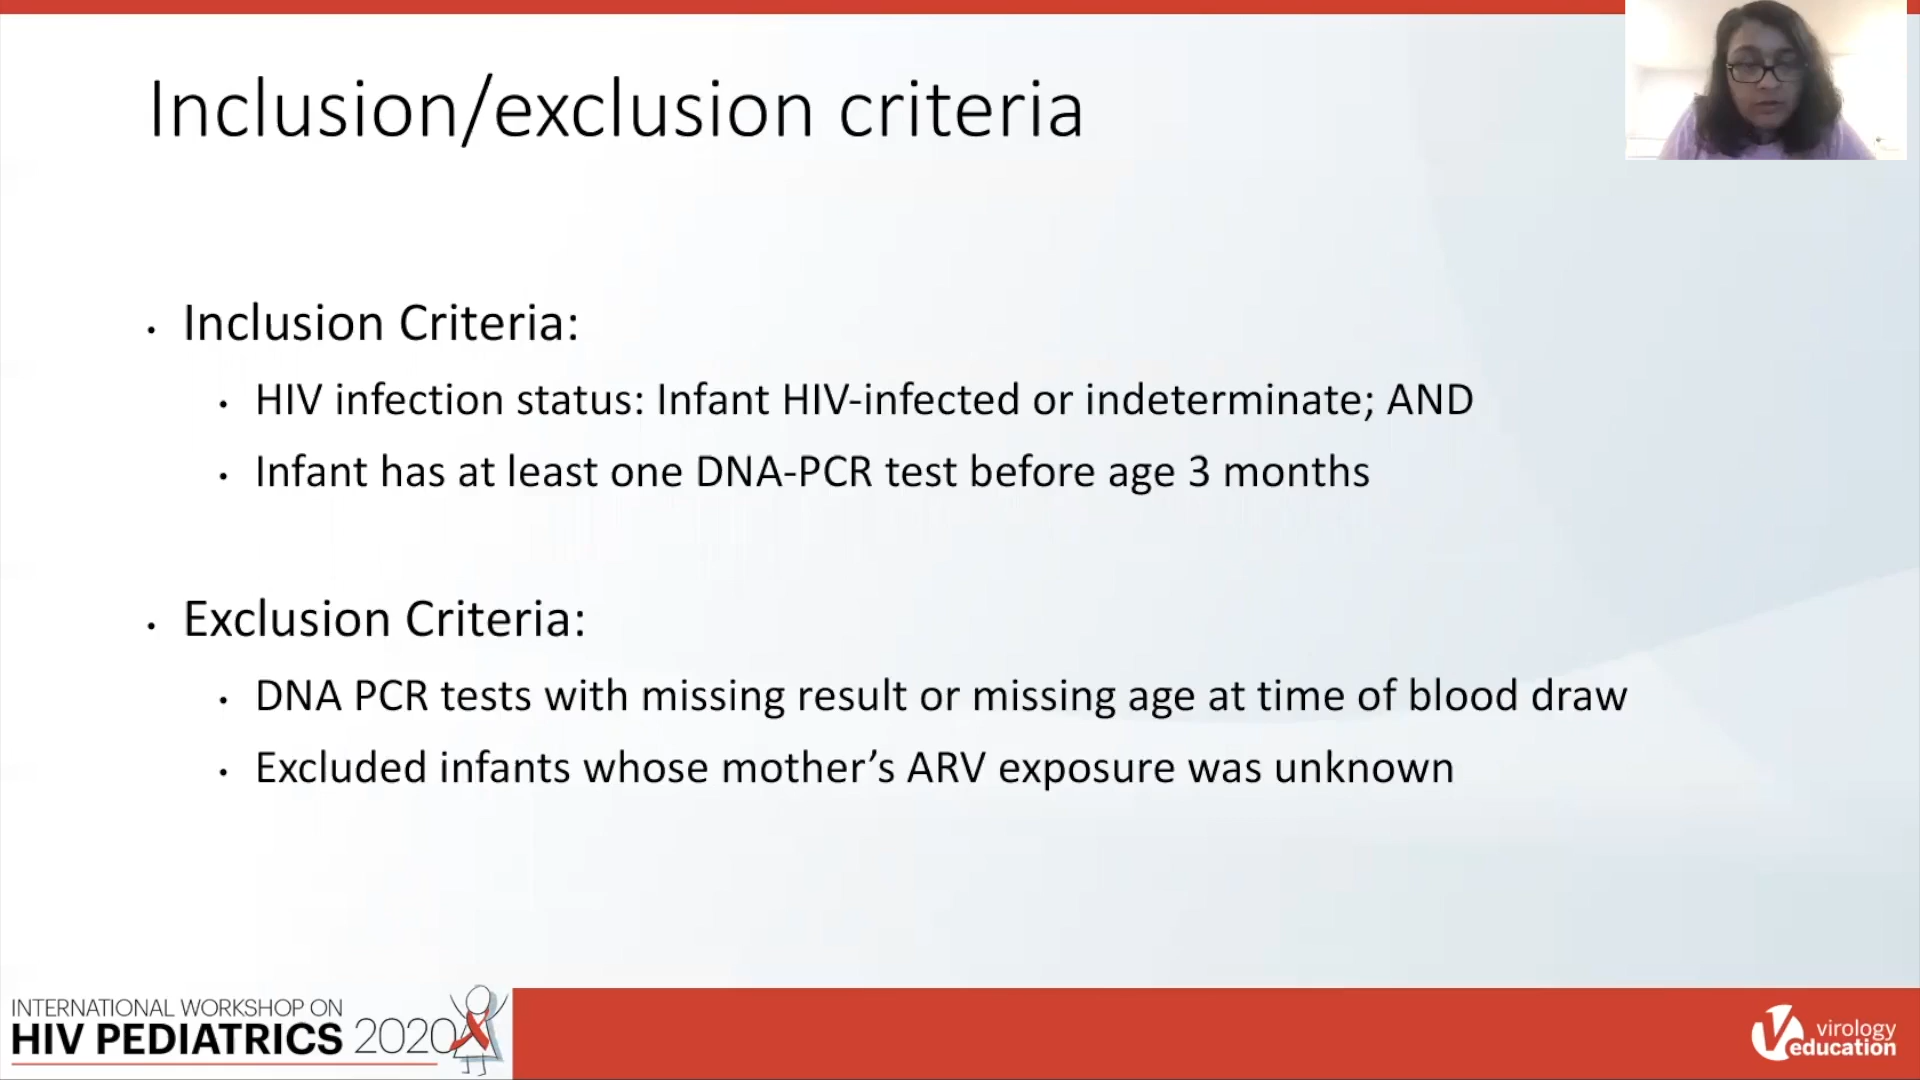 Inclusion/exclusion criteria
• Inclusion Criteria:
• HIV infection status: Infant HIV-infected or indeterminate; AND
• Infant has at least one DNA-PCR test before age 3 months
• Exclusion Criteria:
• DNA PCR tests with missing result or missing age at time of blood draw
• Excluded infants whose mother’s ARV exposure was unknown
INTERNATIONAL WORKSHOP ON
HIV PEDIATRICS 2020
virology
education